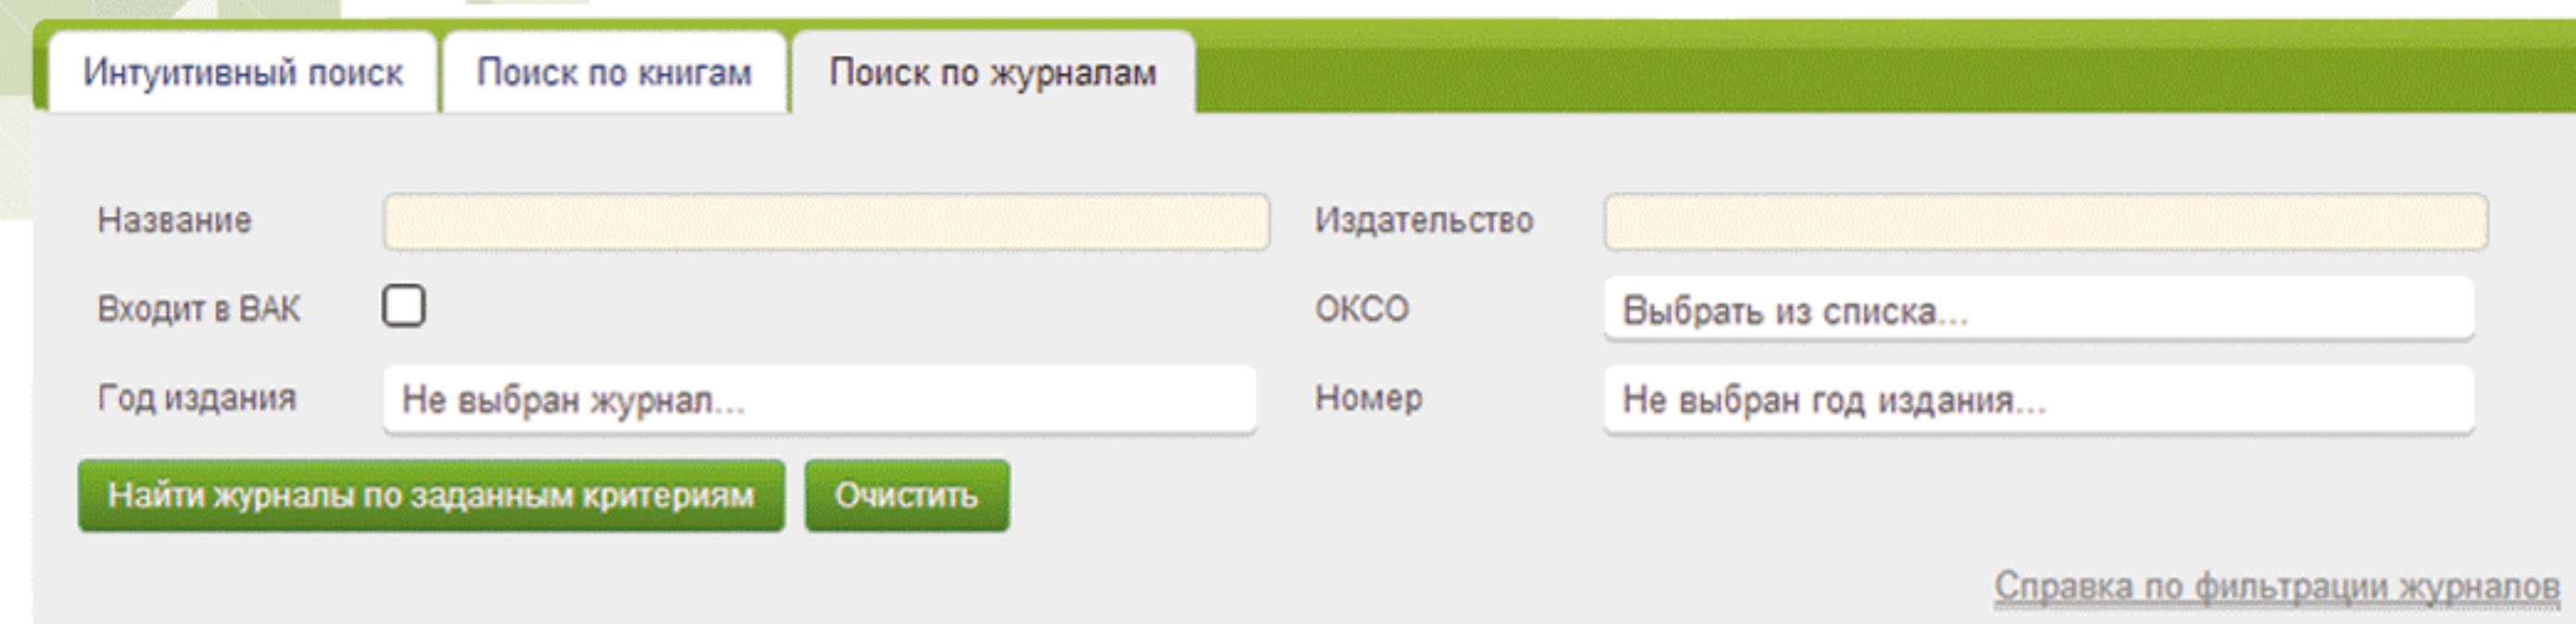 Интуитивный поиск Поиск по книгам Поиск по журналам
Название Издательство
Входит в ВАК ОКСО Выбрать из списка...
Год издания Не выбран журнал... Номер Не выбран год издания...
Найти журналы по заданным критериям Очистить
Справка по фильтрации журналов